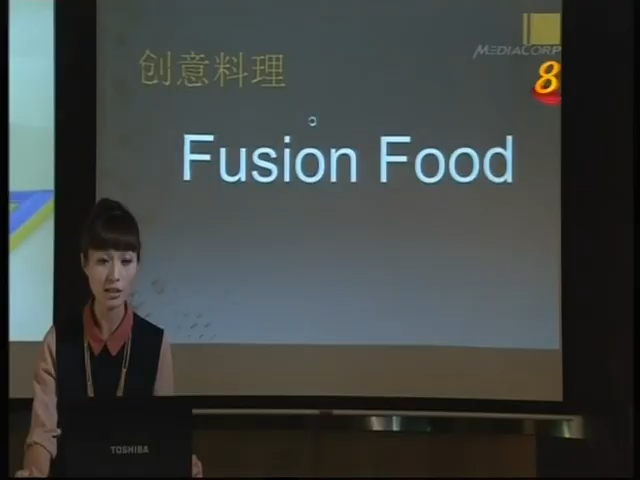 MEDIACORP
8
创意料理
Fusion Food
TOSHIBA